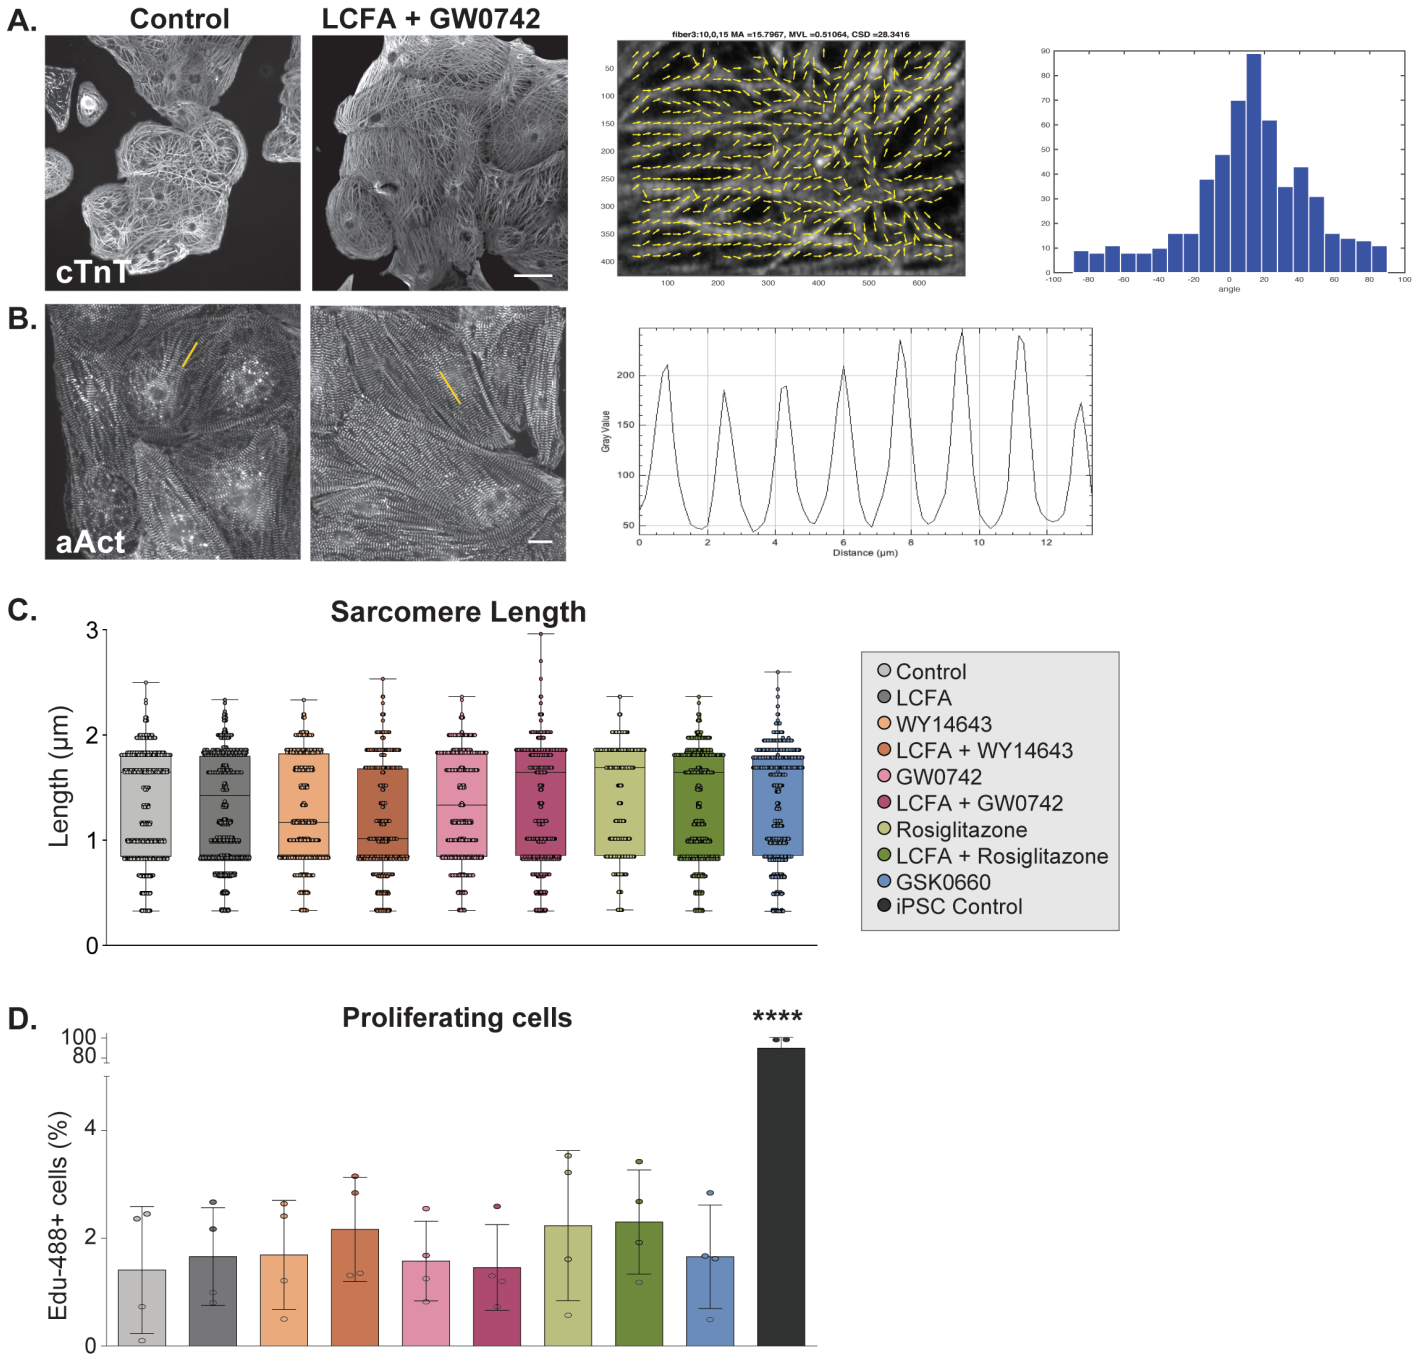 A.
Control
LCFA + GW0742
cTnT
fiber3:10,0,15 MA =15.7967, MVL =0.51064, CSD =28.3416
50
100
150
200
250
300
350
400
100 200 300 400 500 600
90
80
70
60
50
40
30
20
10
0
-100 -80 -60 -40 -20 0 20 40 60 80 100
angle
B.
aAct
Gray Value
200
150
100
50
0 2 4 6 8 10 12
Distance (µm)
C.
Sarcomere Length
Length (µm)
3
2
1
0
Control
LCFA
WY14643
LCFA + WY14643
GW0742
LCFA + GW0742
Rosiglitazone
LCFA + Rosiglitazone
GSK0660
iPSC Control
D.
Proliferating cells
****
Edu-488+ cells (%)
100
80
4
2
0